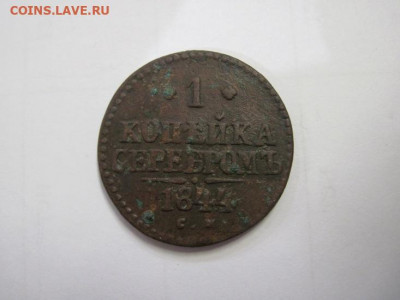 COINS.LAVE.RU
1
КОПѢЙКА
СЕРЕБРОМЪ
1844